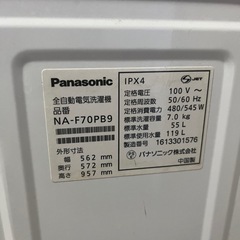 Panasonic
全自動電気洗濯機
品番
NA-F70PB9
外形寸法
幅 562 mm
奥行 572 mm
高さ 957 mm
IPX4
JET
定格電圧 100 V ~
定格周波数 50/60 Hz
定格消費電力 480/545 W
標準洗濯容量 7.0 kg
標準水量 55 L
標準使用水量 119 L
製造番号 1613301576
パナソニック株式会社
中国製